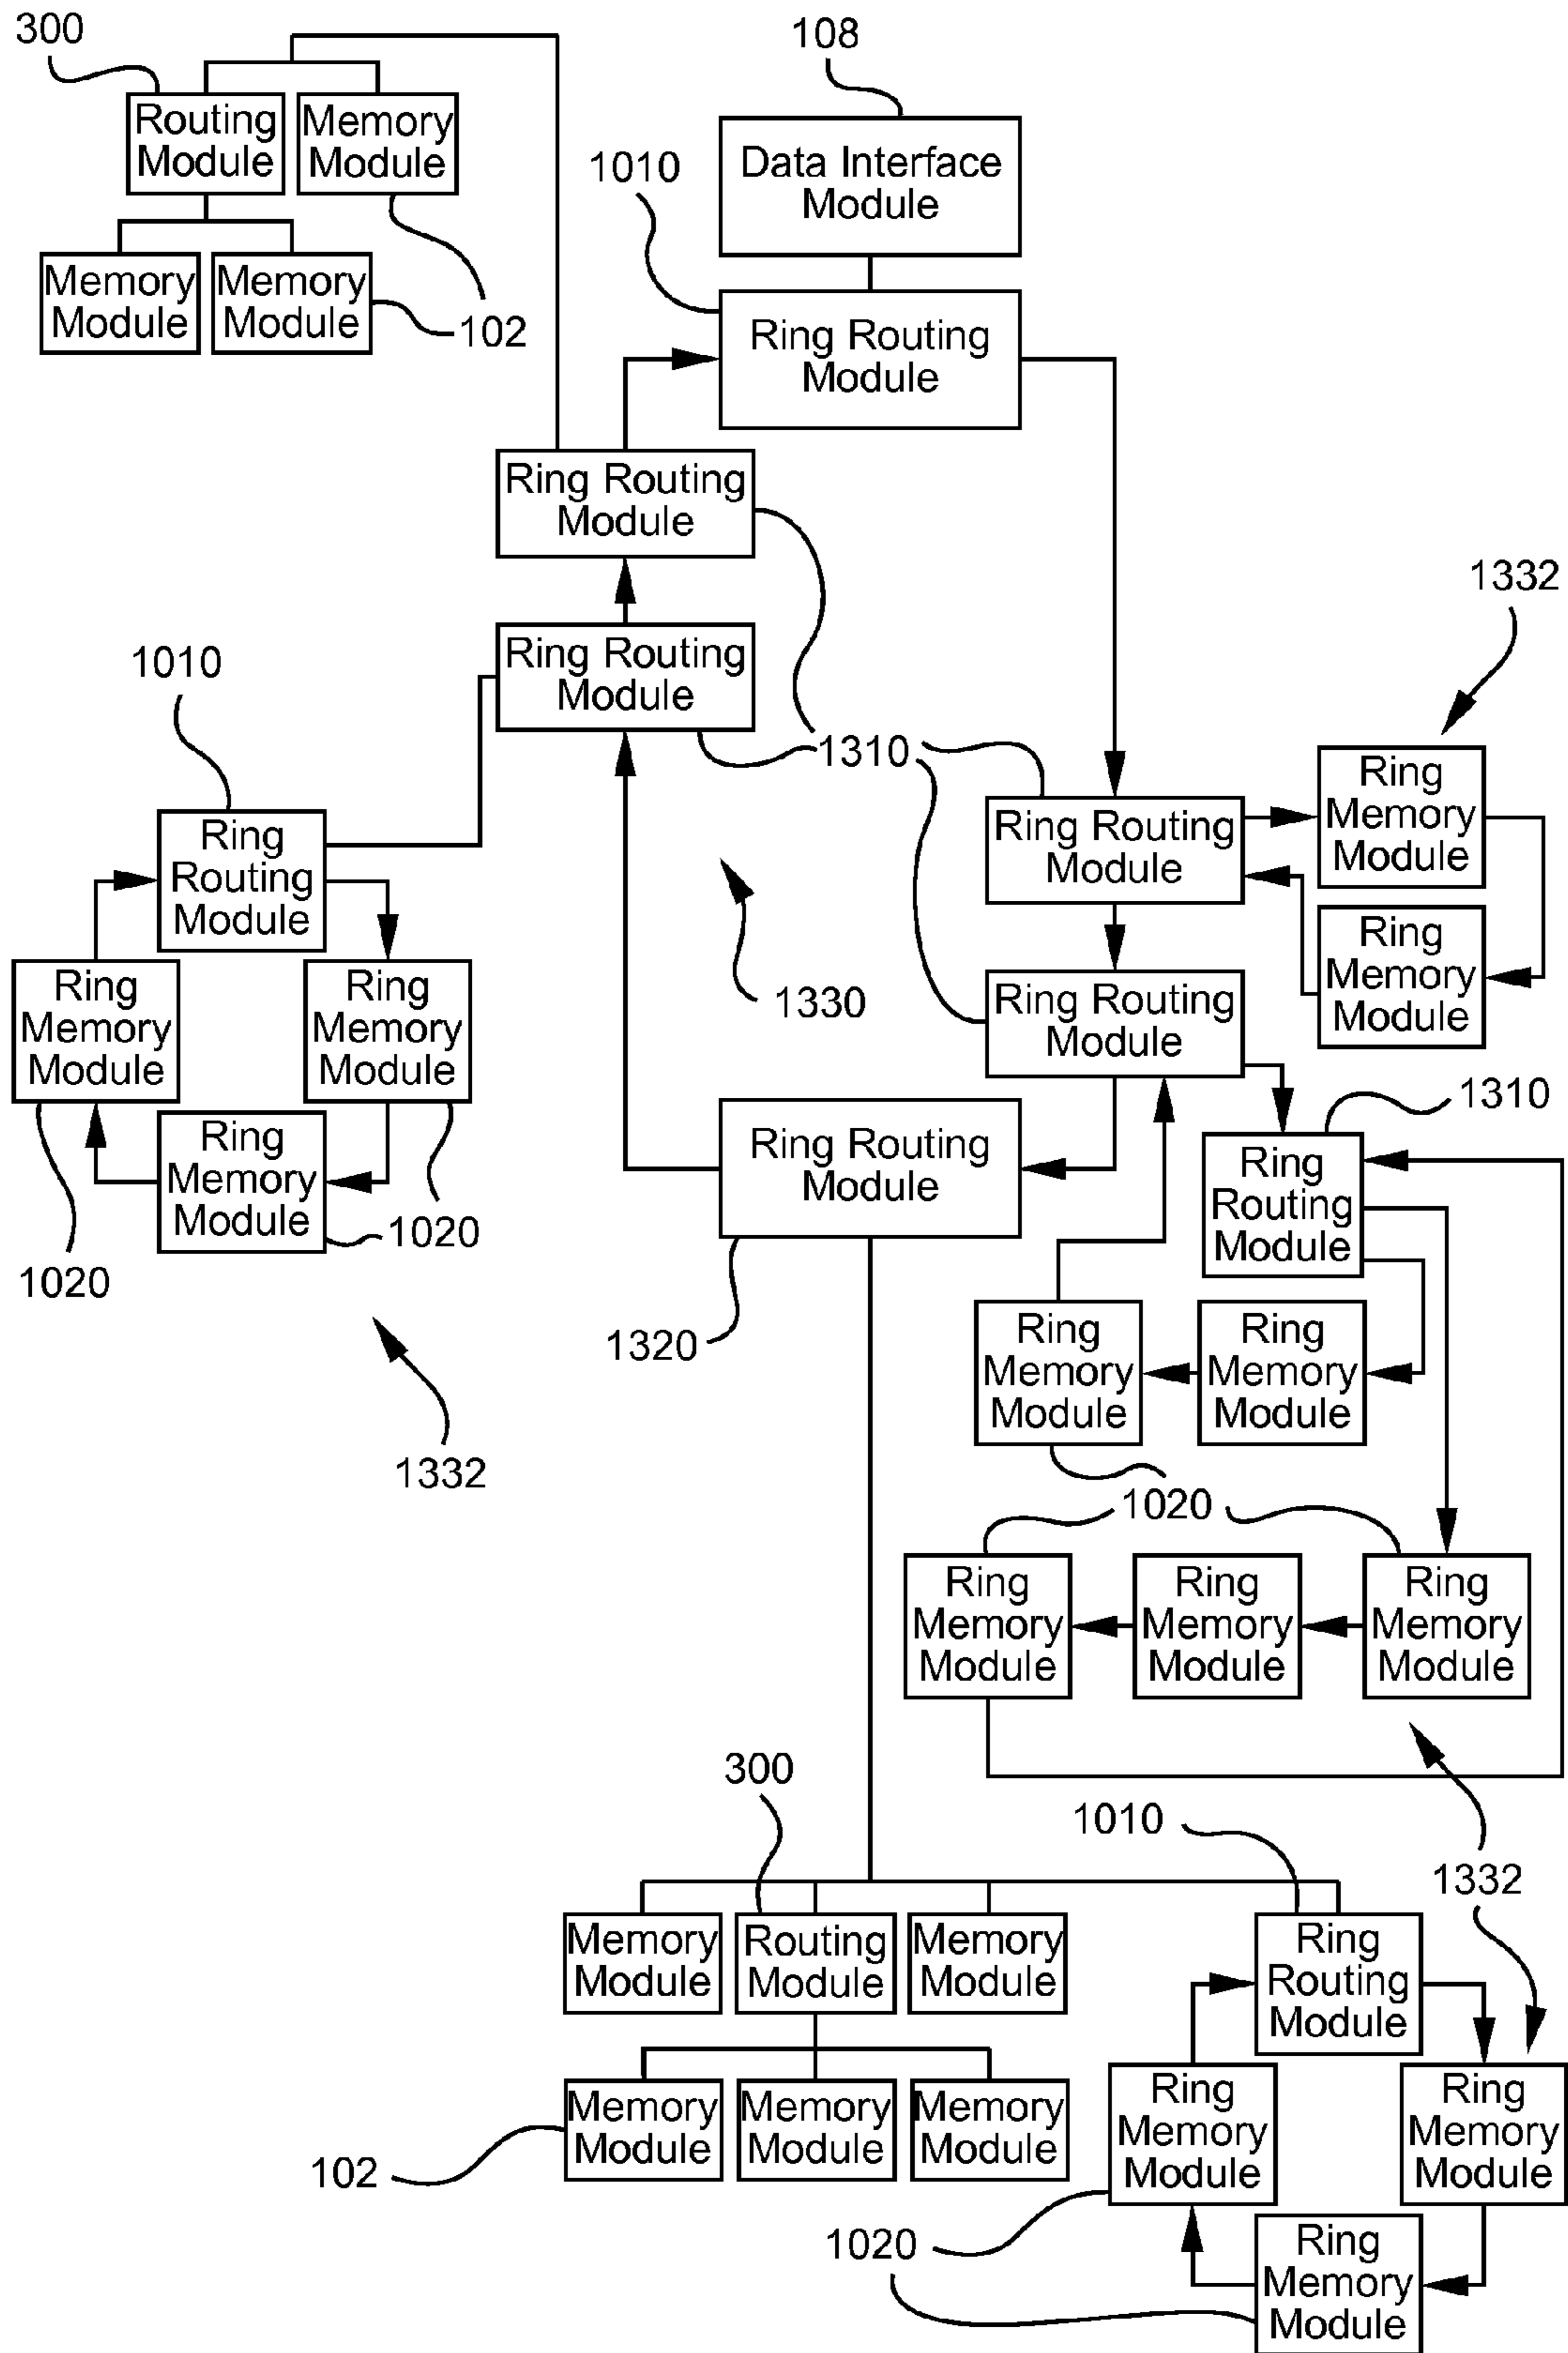 300
108
Routing
Module
Memory
Module
1010
Data Interface
Module
Memory
Module
Memory
Module
102
Ring Routing
Module
Ring Routing
Module
1332
Ring Routing
Module
1010
1310
Ring
Memory
Module
Ring Routing
Module
Ring
Routing
Module
Ring
Memory
Module
Ring
Memory
Module
Ring
Memory
Module
1330
Ring Routing
Module
1310
Ring Routing
Module
Ring
Memory
Module
Ring
Routing
Module
1020
1020
1320
Ring
Memory
Module
Ring
Memory
Module
1332
1020
Ring
Memory
Module
Ring
Memory
Module
Ring
Memory
Module
300
1010
1332
Memory
Module
Routing
Module
Memory
Module
Ring
Routing
Module
Memory
Module
Memory
Module
Memory
Module
Ring
Memory
Module
Ring
Memory
Module
102
1020
Ring
Memory
Module